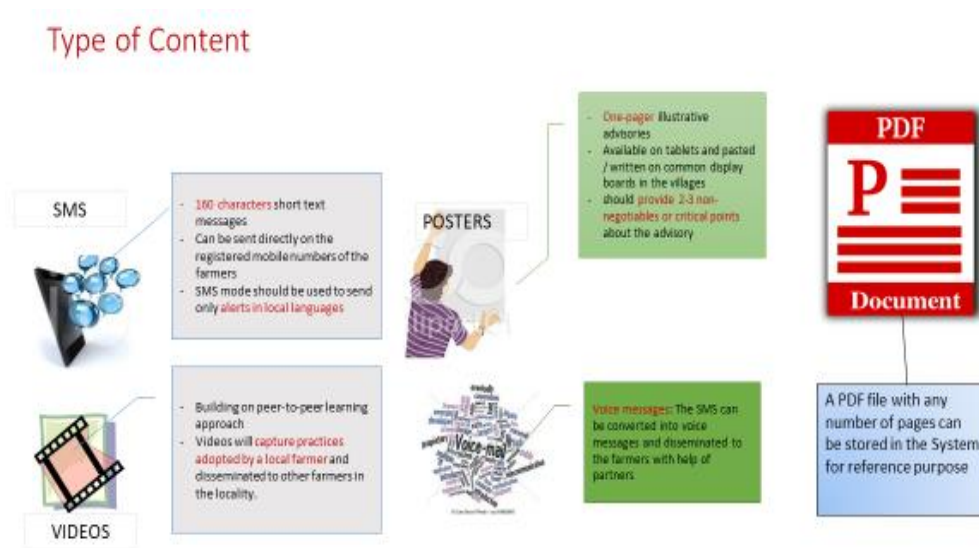 Type of Content
SMS
- 160 characters short text
messages
- Can be sent directly on the
registered mobile numbers of the
farmers
- SMS mode should be used to send
only alerts in local languages
VIDEOS
- Building on peer-to-peer learning
approach
- Videos will capture practices
adopted by a local farmer and
disseminated to other farmers in
the locality.
POSTERS
- One-pager illustrative
advisories
- Available on tablets and pasted
/ written on common display
boards in the villages
- should provide 2-3 non-
negotiables or critical points
about the advisory
Voice-mail
Voice messages: The SMS can
be converted into voice
messages and disseminated to
the farmers with help of
partners
PDF
P
Document
A PDF file with any
number of pages can
be stored in the System
for reference purpose